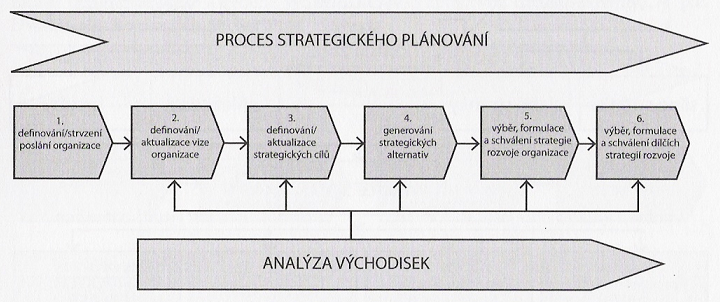 PROCES STRATEGICKÉHO PLÁNOVÁNÍ
1.
definování/strvzení
poslání organizace
2.
definování/
aktualizace vize
organizace
3.
definování/
aktualizace
strategických cílů
4.
generování
strategických
alternativ
5.
výběr, formulace
a schválení strategie
rozvoje organizace
6.
výběr, formulace
a schválení dílčích
strategií rozvoje
ANALÝZA VÝCHODISEK